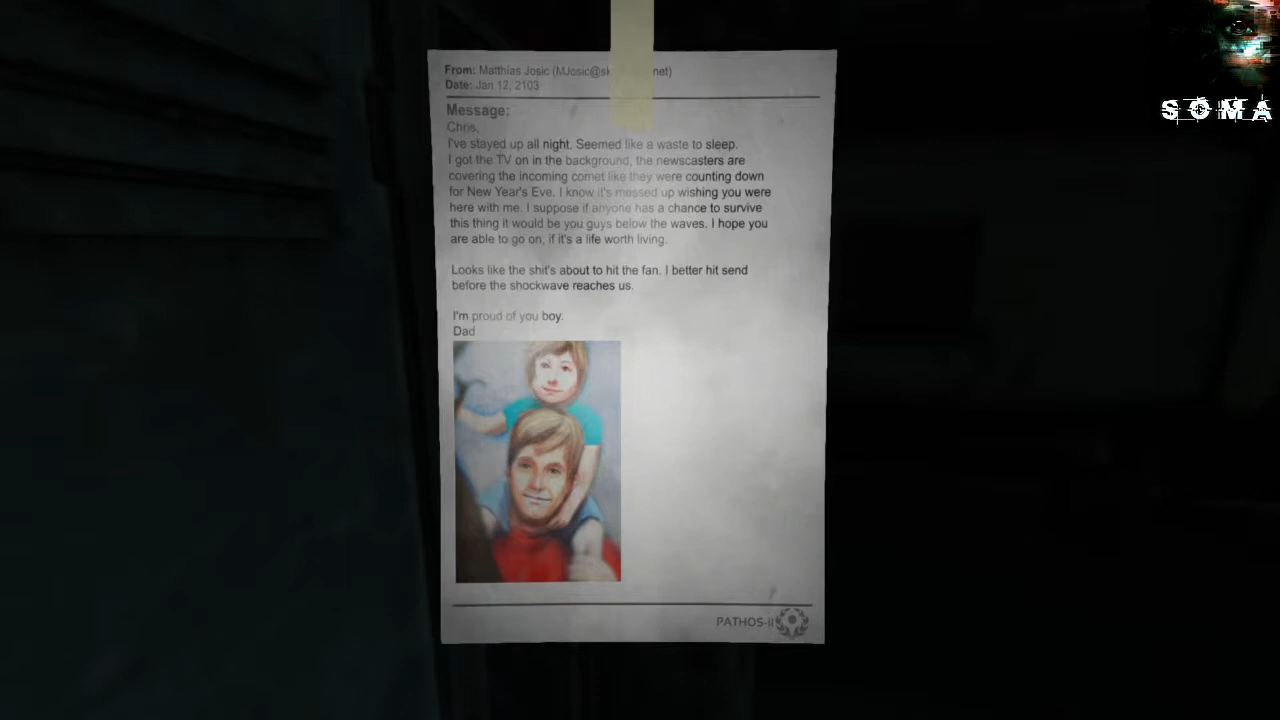 SOMA
From: Matthias Josic (MJosic@sk net)
Date: Jan 12, 2103
Message:
Chris,
I've stayed up all night. Seemed like a waste to sleep.
I got the TV on in the background, the newscasters are
covering the incoming comet like they were counting down
for New Year's Eve. I know it's messed up wishing you were
here with me. I suppose if anyone has a chance to survive
this thing it would be you guys below the waves. I hope you
are able to go on, if it's a life worth living.
Looks like the shit's about to hit the fan. I better hit send
before the shockwave reaches us.
I'm proud of you boy.
Dad
PATHOS-II